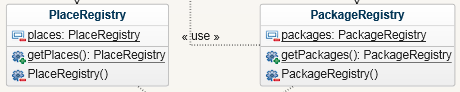 PlaceRegistry
places: PlaceRegistry
getPlaces(): PlaceRegistry
PlaceRegistry()
« use »
PackageRegistry
packages: PackageRegistry
getPackages(): PackageRegistry
PackageRegistry()